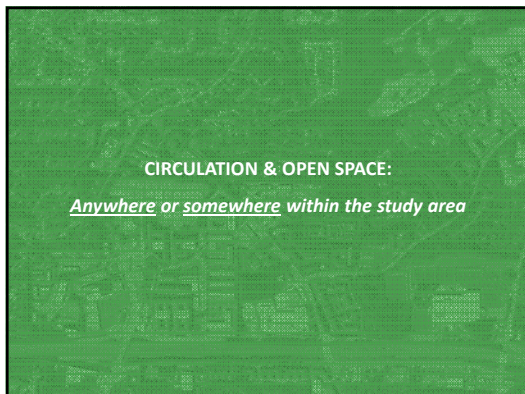 CIRCULATION & OPEN SPACE:
Anywhere or somewhere within the study area